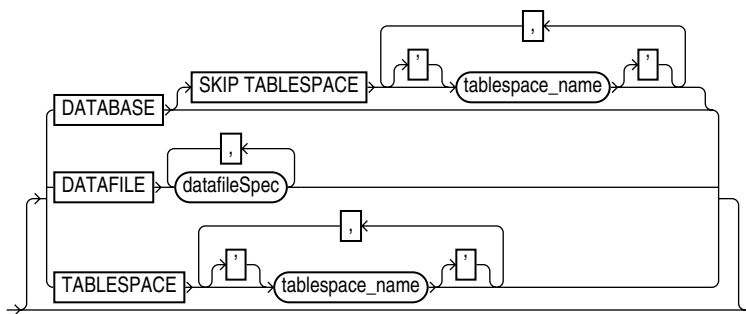 ,
' '
SKIP TABLESPACE tablespace_name
DATABASE
,
DATAFILE datafileSpec
,
' '
TABLESPACE tablespace_name